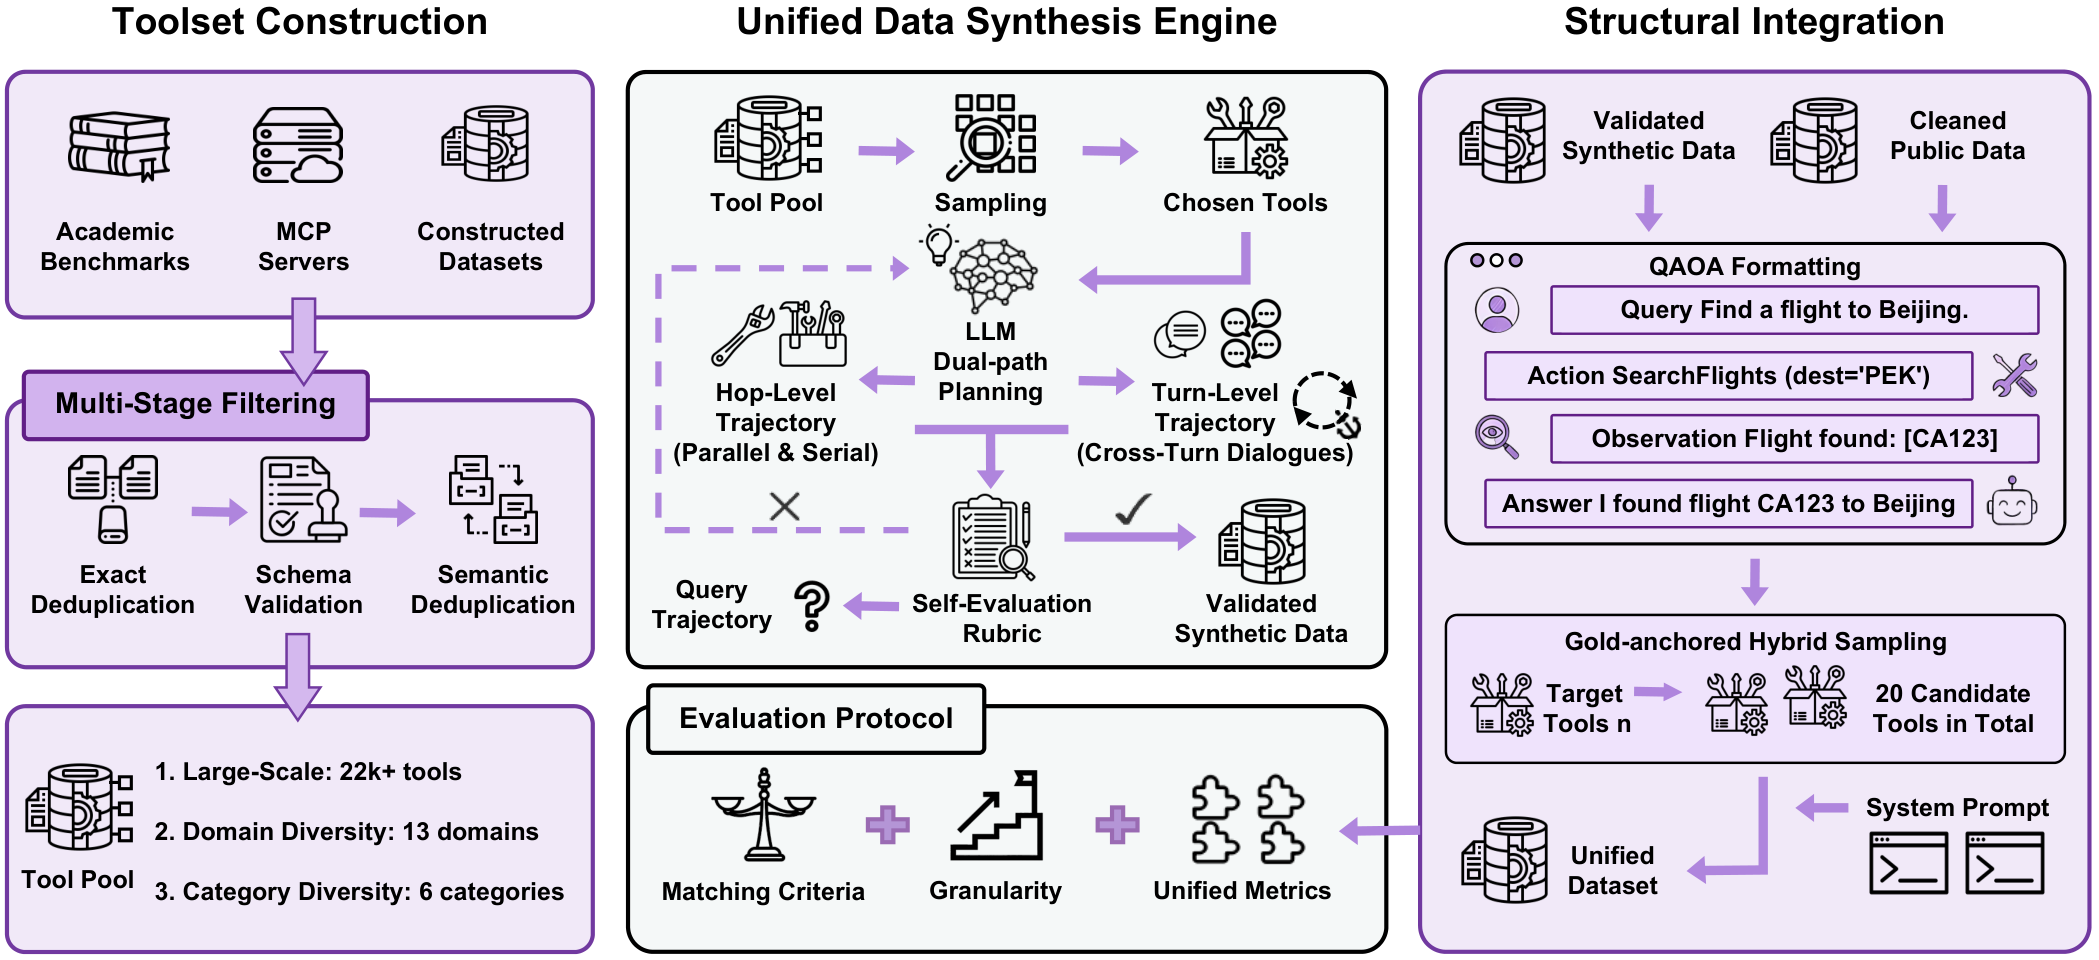 Toolset Construction
Academic
Benchmarks
MCP
Servers
Constructed
Datasets
Multi-Stage Filtering
Exact
Deduplication
Schema
Validation
Semantic
Deduplication
Tool Pool
1. Large-Scale: 22k+ tools
2. Domain Diversity: 13 domains
3. Category Diversity: 6 categories
Unified Data Synthesis Engine
Tool Pool
Sampling
Chosen Tools
LLM
Dual-path
Planning
Hop-Level
Trajectory
(Parallel & Serial)
Turn-Level
Trajectory
(Cross-Turn Dialogues)
Query
Trajectory
Self-Evaluation
Rubric
Validated
Synthetic Data
Evaluation Protocol
Matching Criteria
Granularity
Unified Metrics
Structural Integration
Validated
Synthetic Data
Cleaned
Public Data
QAOA Formatting
Query Find a flight to Beijing.
Action SearchFlights (dest='PEK')
Observation Flight found: [CA123]
Answer I found flight CA123 to Beijing
Gold-anchored Hybrid Sampling
Target
Tools n
20 Candidate
Tools in Total
System Prompt
Unified
Dataset